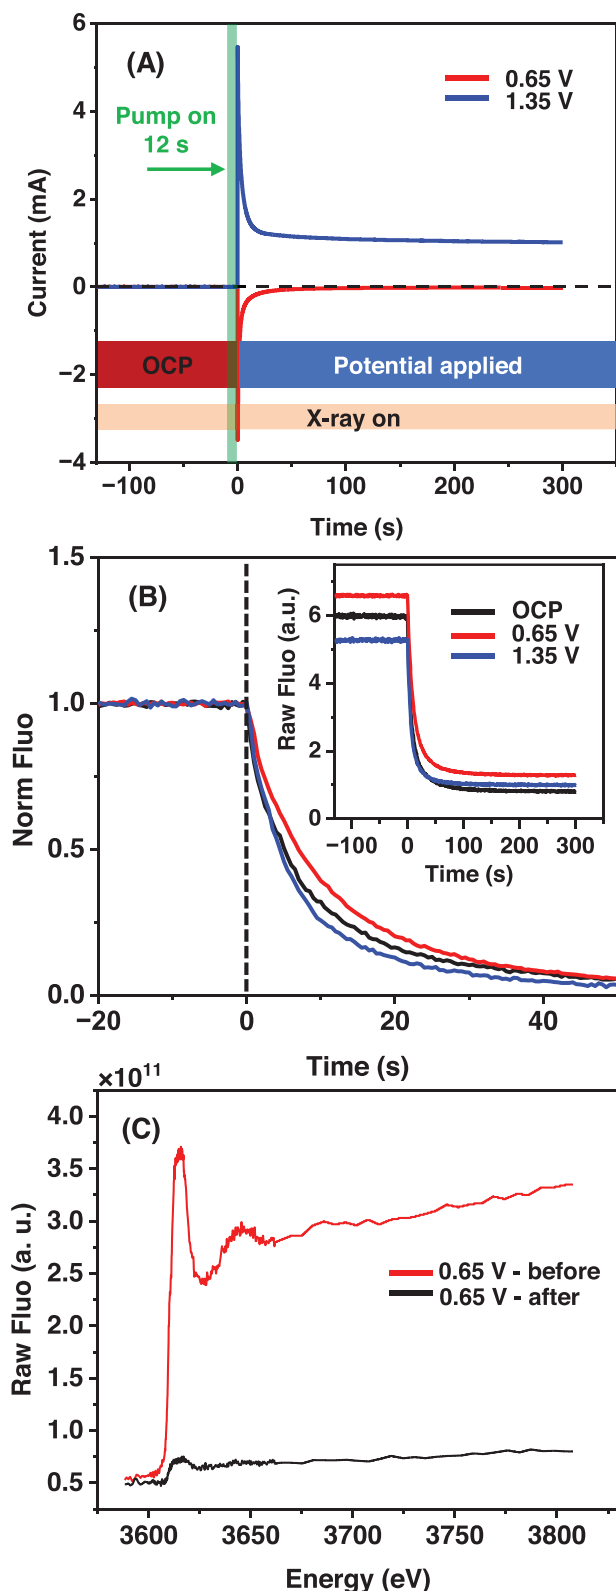 (A)
0.65 V
1.35 V
Pump on
12 s
OCP
Potential applied
X-ray on
6
4
2
0
−2
−4
Current (mA)
−100 0 100 200 300
Time (s)
(B)
1.5
1.0
0.5
0.0
Norm Fluo
−20 0 20 40
Time (s)
OCP
0.65 V
1.35 V
6
4
2
0
Raw Fluo (a.u.)
−100 0 100 200 300
Time (s)
×10¹¹
(C)
4.0
3.5
3.0
2.5
2.0
1.5
1.0
0.5
Raw Fluo (a. u.)
0.65 V - before
0.65 V - after
3600 3650 3700 3750 3800
Energy (eV)